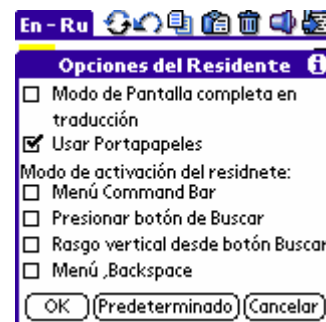 En - Ru
Opciones del Residente
Modo de Pantalla completa en
traducción
Usar Portapapeles
Modo de activación del residnete:
Menú Command Bar
Presionar botón de Buscar
Rasgo vertical desde botón Buscar
Menú ,Backspace
OK Predeterminado Cancelar